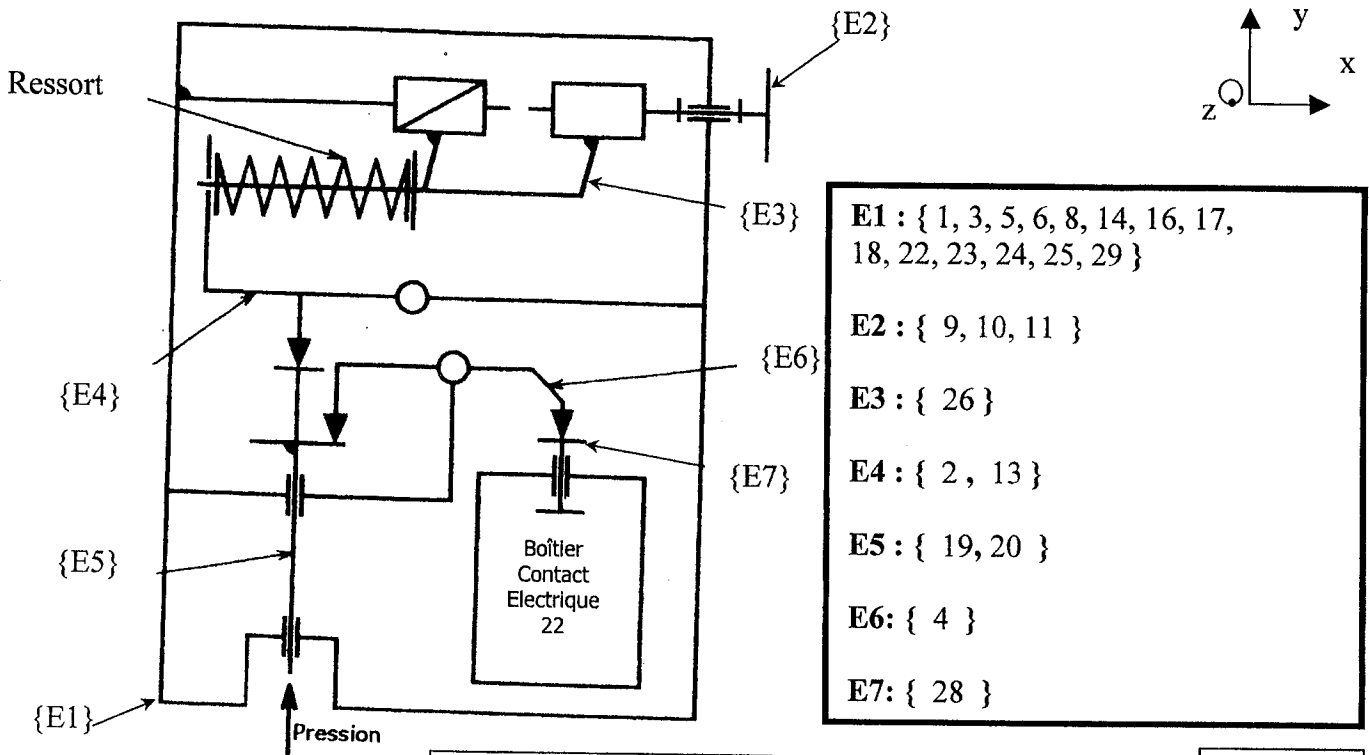 {E2}
y
x
z
Ressort
{E3}
E1 : { 1, 3, 5, 6, 8, 14, 16, 17,
18, 22, 23, 24, 25, 29 }
E2 : { 9, 10, 11 }
E3 : { 26 }
E4 : { 2 , 13 }
E5 : { 19, 20 }
E6: { 4 }
E7: { 28 }
{E4}
{E6}
{E7}
{E5}
Boîtier
Contact
Electrique
22
{E1}
Pression